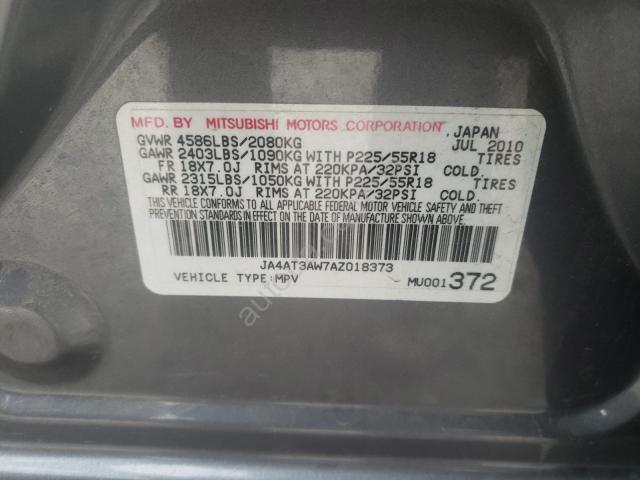 MFD. BY MITSUBISHI MOTORS CORPORATION, JAPAN
GVWR 4586LBS/2080KG JUL 2010
GAWR 2403LBS/1090KG WITH P225/55R18 TIRES
FR 18X7.0J RIMS AT 220KPA/32PSI COLD.
GAWR 2315LBS/1050KG WITH P225/55R18 TIRES
RR 18X7.0J RIMS AT 220KPA/32PSI COLD.
THIS VEHICLE CONFORMS TO ALL APPLICABLE FEDERAL MOTOR VEHICLE SAFETY AND THEFT
PREVENTION STANDARDS IN EFFECT ON THE DATE OF MANUFACTURE SHOWN ABOVE.
JA4AT3AW7AZ018373
VEHICLE TYPE:MPV MU001372